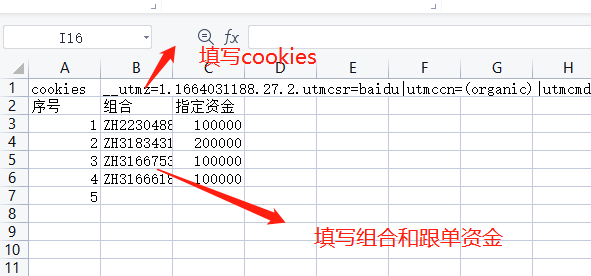 I16 fx
填写cookies
A B C D E F G H
1 cookies __utmz=1.1664031188.27.2.utmcsr=baidu|utmccn=(organic)|utmcmd
2 序号 组合 指定资金
3 1 ZH2230488 100000
4 2 ZH3183431 200000
5 3 ZH3166753 100000
6 4 ZH3166618 100000
7 5
8
9 填写组合和跟单资金
10
11